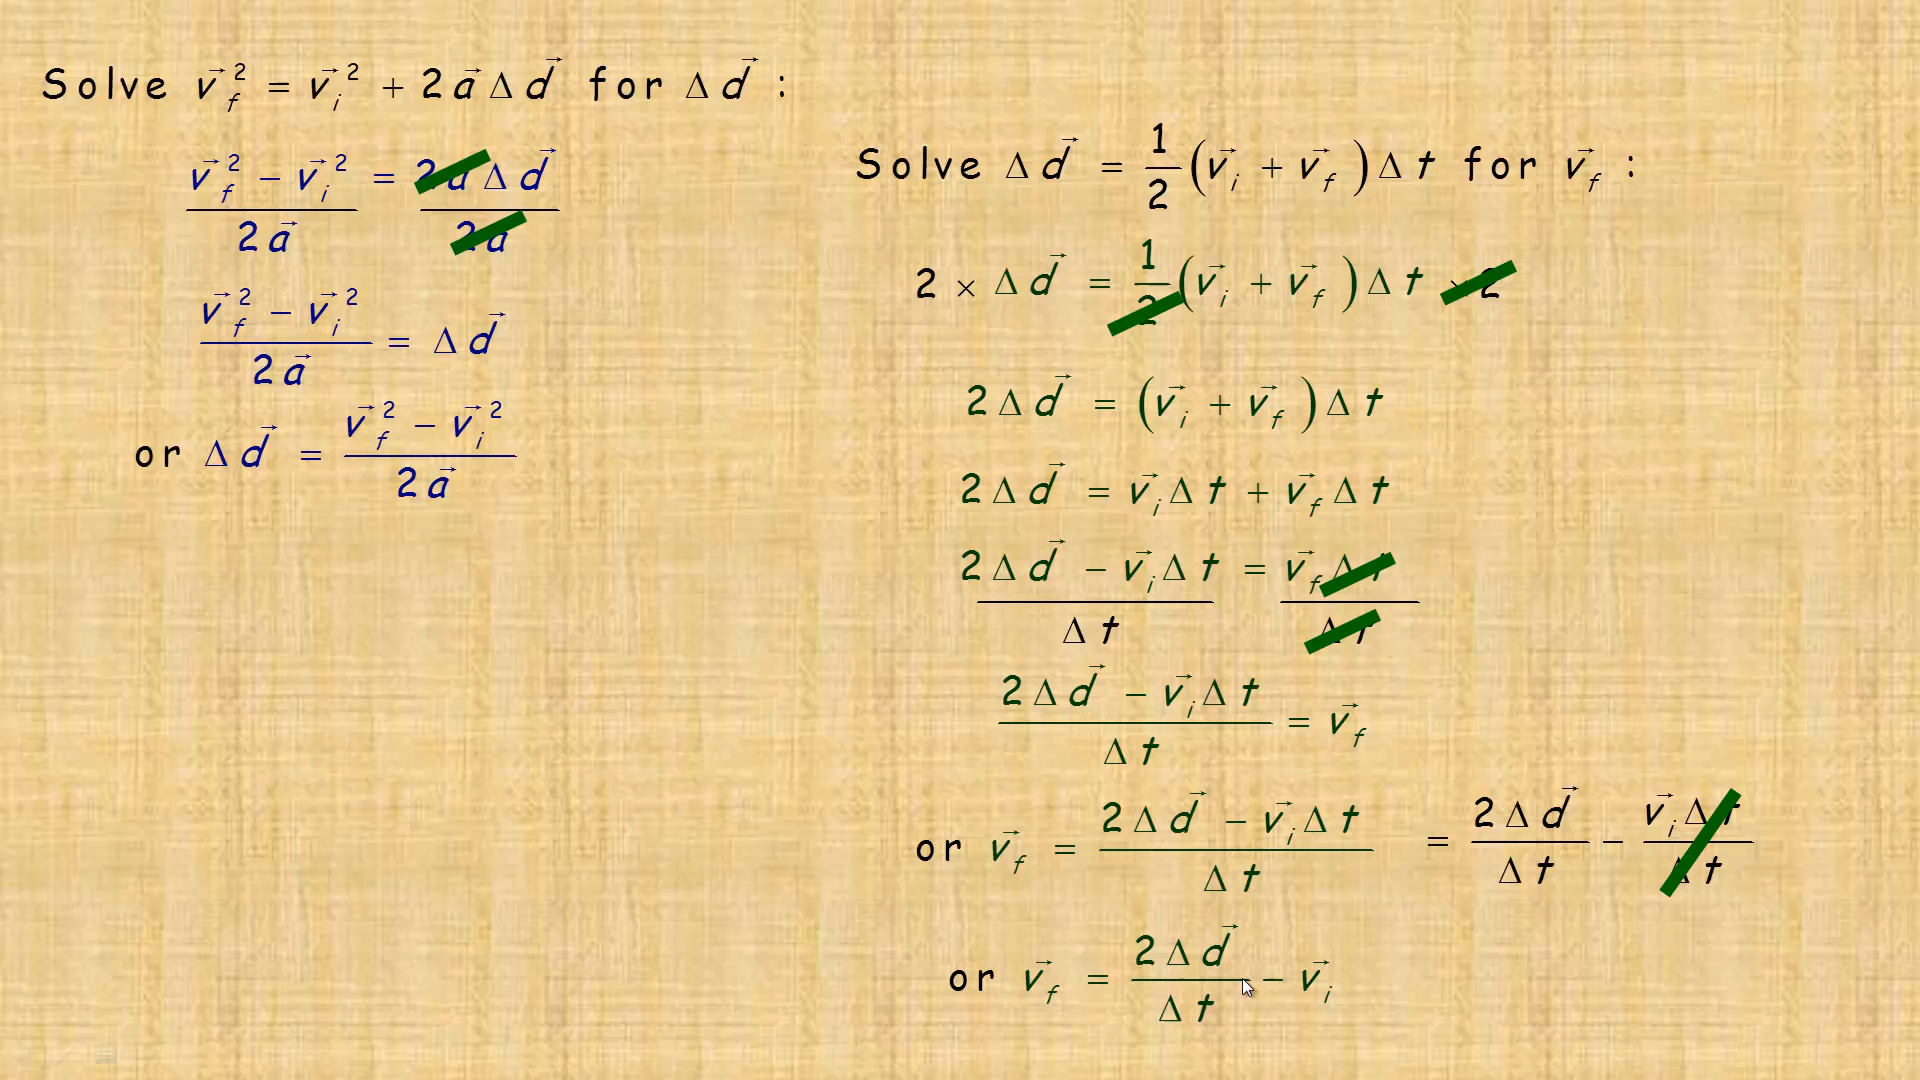 Solve v⃗_f² = v⃗_i² + 2a⃗Δd⃗ for Δd⃗ :
(v⃗_f² − v⃗_i²)/(2a⃗) = (2a⃗Δd⃗)/(2a⃗)
(v⃗_f² − v⃗_i²)/(2a⃗) = Δd⃗
or Δd⃗ = (v⃗_f² − v⃗_i²)/(2a⃗)
Solve Δd⃗ = 1/2 (v⃗_i + v⃗_f)Δt for v⃗_f :
2 × Δd⃗ = 1/2 (v⃗_i + v⃗_f)Δt × 2
2Δd⃗ = (v⃗_i + v⃗_f)Δt
2Δd⃗ = v⃗_iΔt + v⃗_fΔt
(2Δd⃗ − v⃗_iΔt)/(Δt) = (v⃗_fΔt)/(Δt)
(2Δd⃗ − v⃗_iΔt)/(Δt) = v⃗_f
or v⃗_f = (2Δd⃗ − v⃗_iΔt)/(Δt) = (2Δd⃗)/(Δt) − (v⃗_iΔt)/(Δt)
or v⃗_f = (2Δd⃗)/(Δt) − v⃗_i